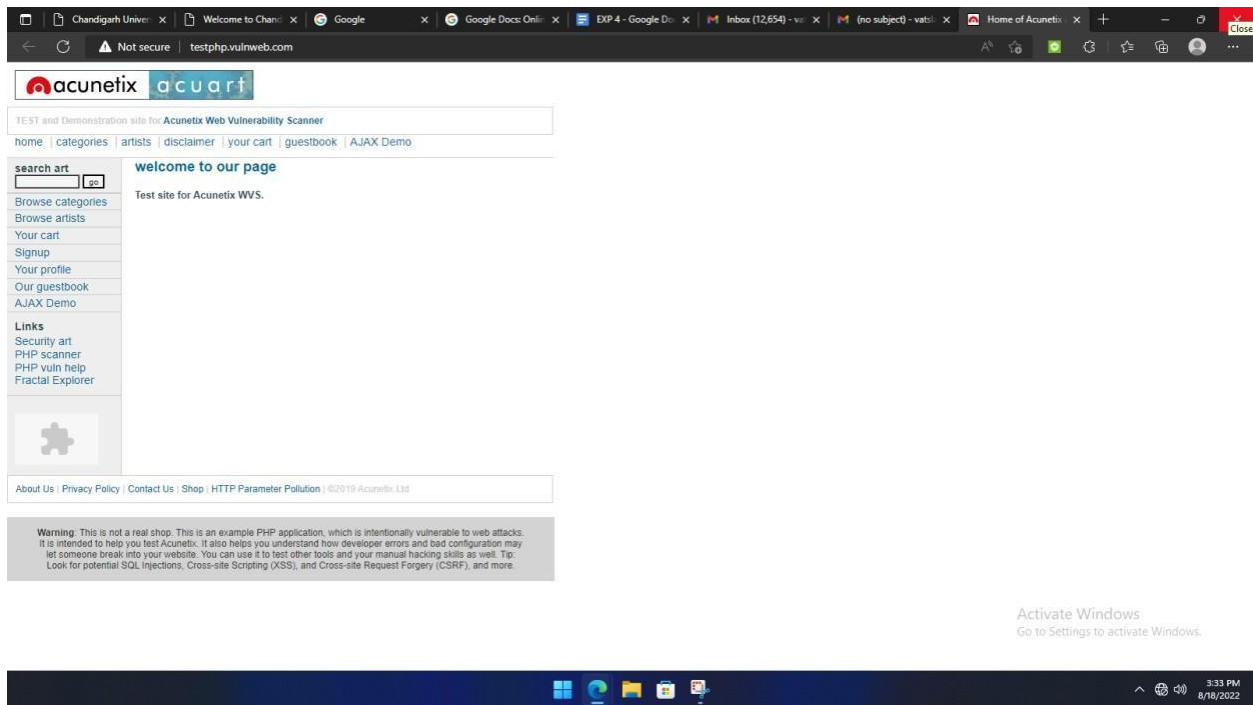 Chandigarh Univer
Welcome to Chand
Google
Google Docs: Onlin
EXP 4 - Google Do
Inbox (12,654) - va
(no subject) - vatsl
Home of Acunetix
Close
Not secure | testphp.vulnweb.com
acunetix acuart
TEST and Demonstration site for Acunetix Web Vulnerability Scanner
home | categories | artists | disclaimer | your cart | guestbook | AJAX Demo
search art
go
Browse categories
Browse artists
Your cart
Signup
Your profile
Our guestbook
AJAX Demo
Links
Security art
PHP scanner
PHP vuln help
Fractal Explorer
welcome to our page
Test site for Acunetix WVS.
About Us | Privacy Policy | Contact Us | Shop | HTTP Parameter Pollution | ©2019 Acunetix Ltd
Warning: This is not a real shop. This is an example PHP application, which is intentionally vulnerable to web attacks.
It is intended to help you test Acunetix. It also helps you understand how developer errors and bad configuration may
let someone break into your website. You can use it to test other tools and your manual hacking skills as well. Tip:
Look for potential SQL Injections, Cross-site Scripting (XSS), and Cross-site Request Forgery (CSRF), and more.
Activate Windows
Go to Settings to activate Windows.
3:33 PM
8/18/2022